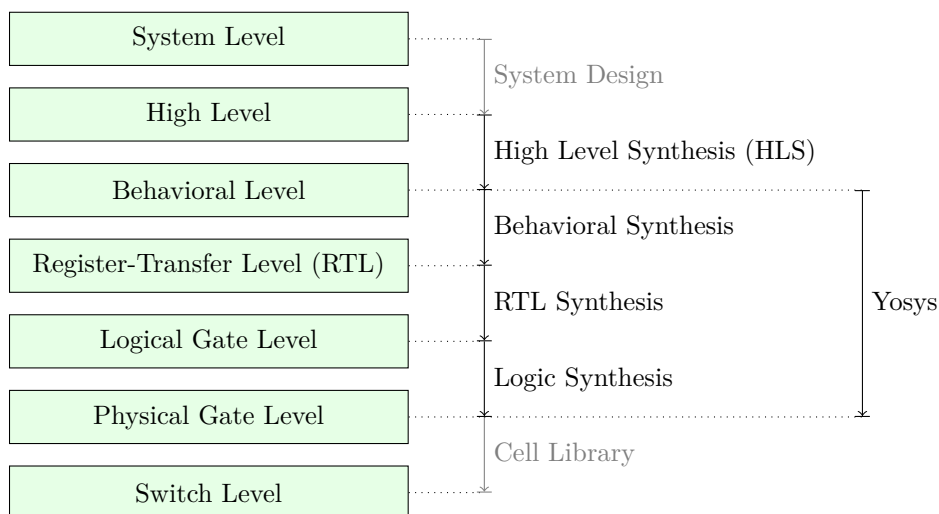 System Level
System Design
High Level
High Level Synthesis (HLS)
Behavioral Level
Behavioral Synthesis
Register-Transfer Level (RTL)
RTL Synthesis
Yosys
Logical Gate Level
Logic Synthesis
Physical Gate Level
Cell Library
Switch Level